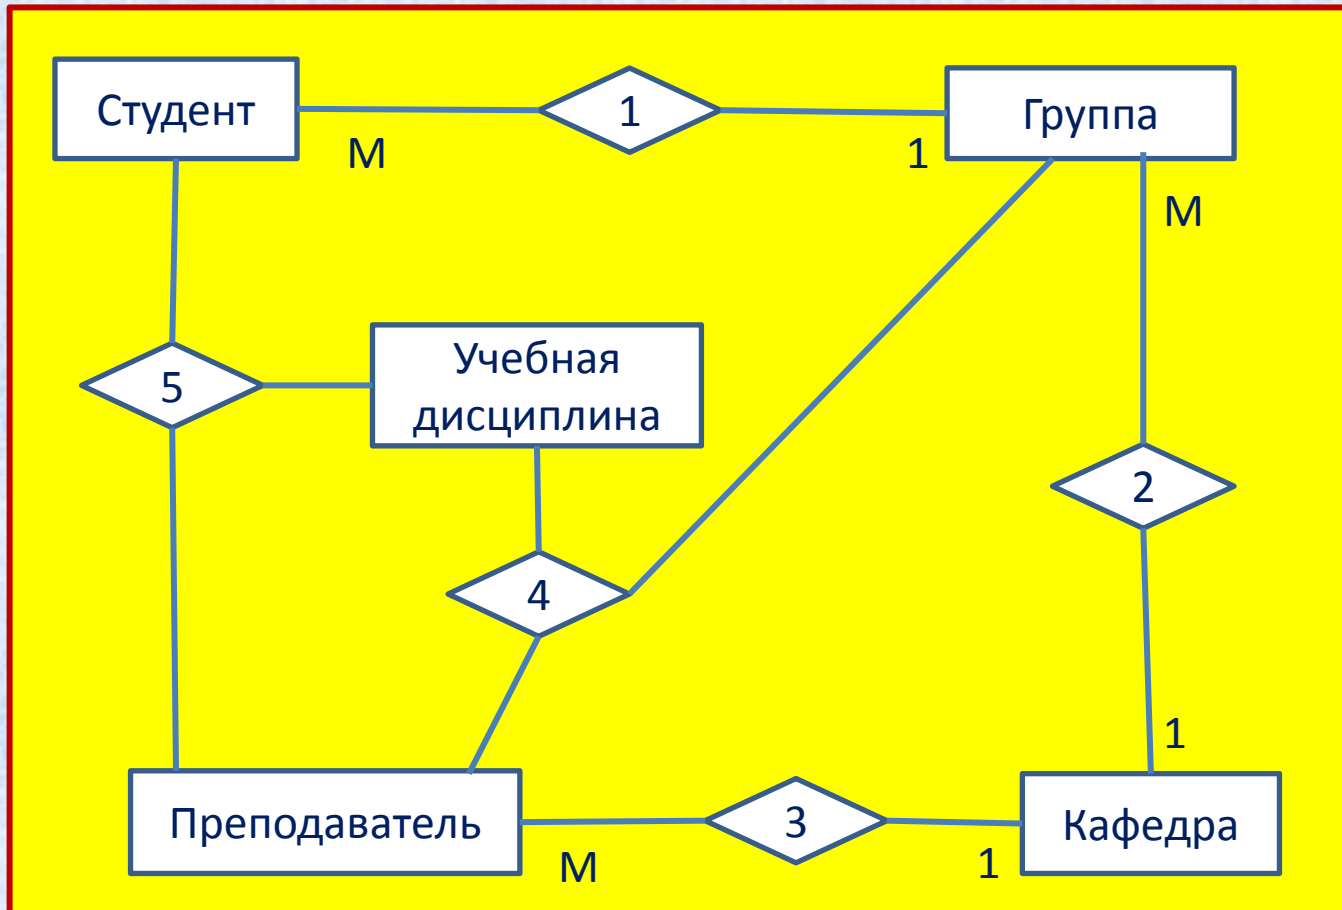 Студент
1
Группа
М
1
М
Учебная
дисциплина
5
2
4
1
Преподаватель
3
Кафедра
М
1